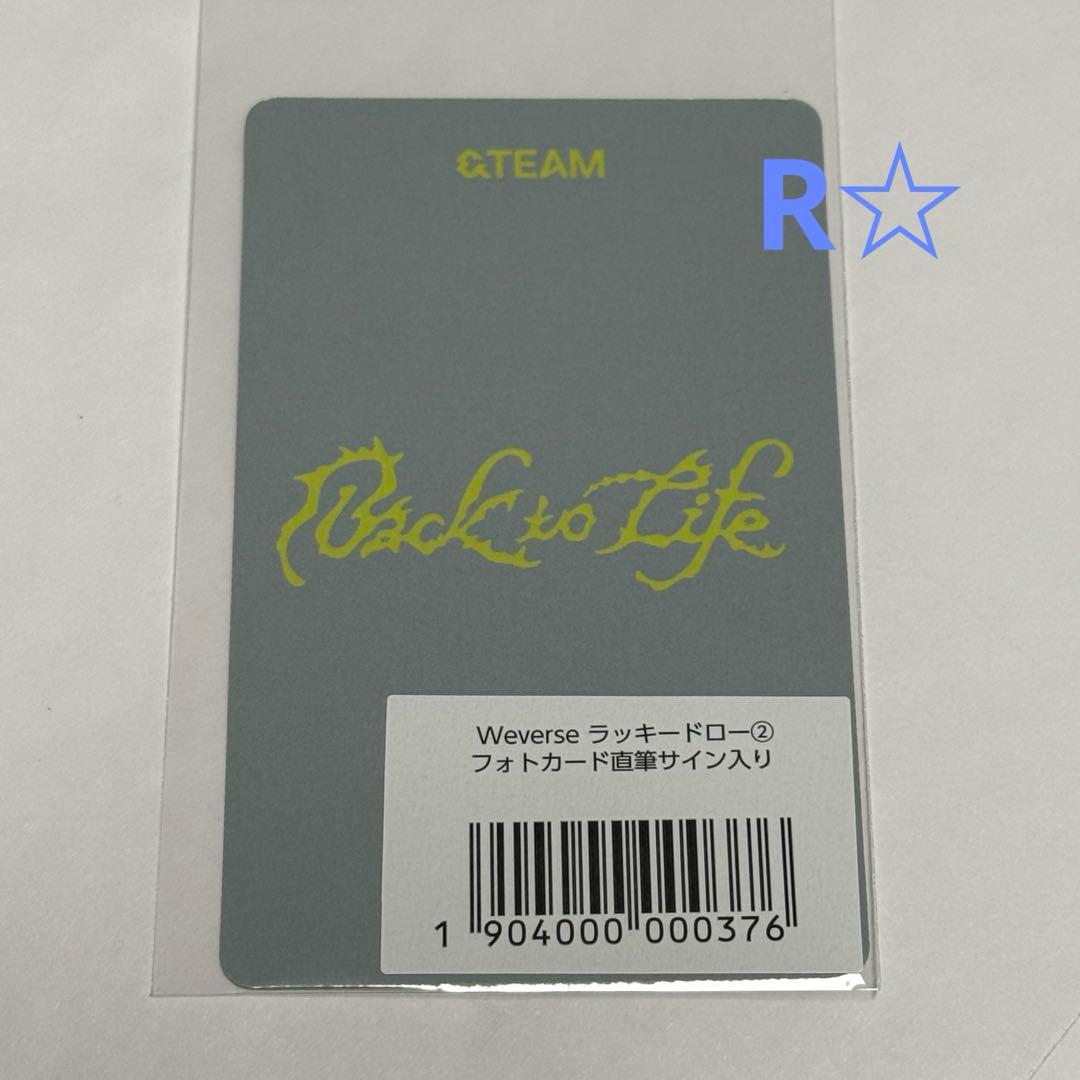 &TEAM
R☆
Back to Life
Weverse ラッキードロー②
フォトカード直筆サイン入り
1 904000 000376